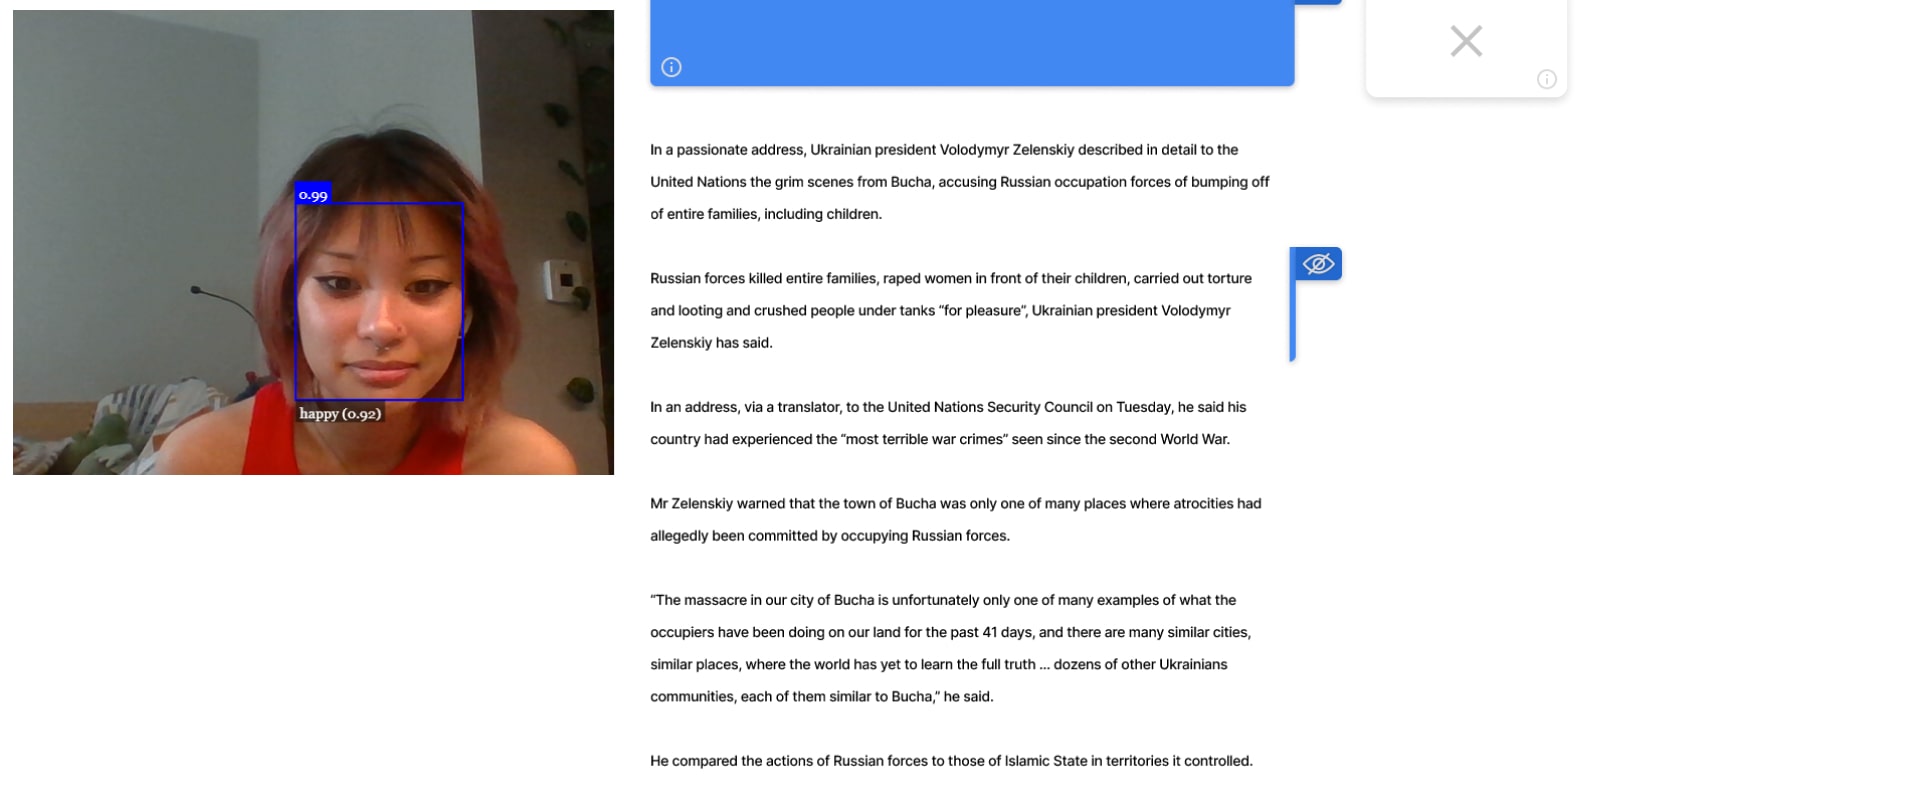 0.99
happy (0.92)
In a passionate address, Ukrainian president Volodymyr Zelenskiy described in detail to the
United Nations the grim scenes from Bucha, accusing Russian occupation forces of bumping off
of entire families, including children.
Russian forces killed entire families, raped women in front of their children, carried out torture
and looting and crushed people under tanks “for pleasure”, Ukrainian president Volodymyr
Zelenskiy has said.
In an address, via a translator, to the United Nations Security Council on Tuesday, he said his
country had experienced the “most terrible war crimes” seen since the second World War.
Mr Zelenskiy warned that the town of Bucha was only one of many places where atrocities had
allegedly been committed by occupying Russian forces.
“The massacre in our city of Bucha is unfortunately only one of many examples of what the
occupiers have been doing on our land for the past 41 days, and there are many similar cities,
similar places, where the world has yet to learn the full truth ... dozens of other Ukrainians
communities, each of them similar to Bucha,” he said.
He compared the actions of Russian forces to those of Islamic State in territories it controlled.